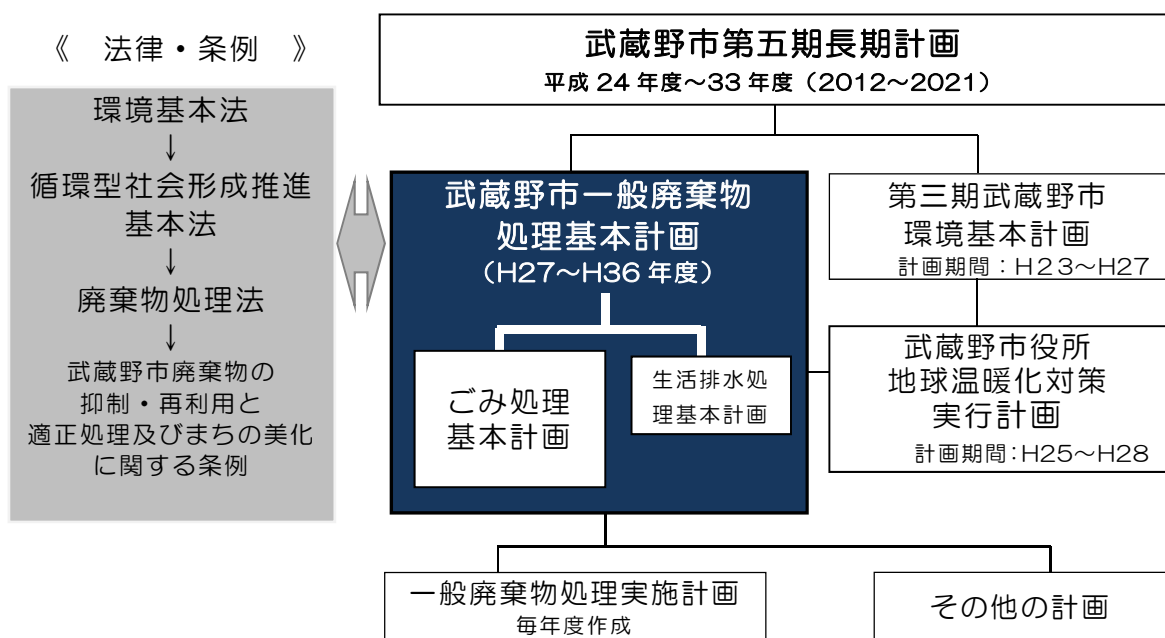 《 法律・条例 》
環境基本法
↓
循環型社会形成推進
基本法
↓
廃棄物処理法
↓
武蔵野市廃棄物の
抑制・再利用と
適正処理及びまちの美化
に関する条例
武蔵野市第五期長期計画
平成 24 年度～33 年度（2012～2021）
武蔵野市一般廃棄物
処理基本計画
（H27～H36 年度）
ごみ処理
基本計画
生活排水処
理基本計画
第三期武蔵野市
環境基本計画
計画期間：H２３～H27
武蔵野市役所
地球温暖化対策
実行計画
計画期間：H25～H28
一般廃棄物処理実施計画
毎年度作成
その他の計画